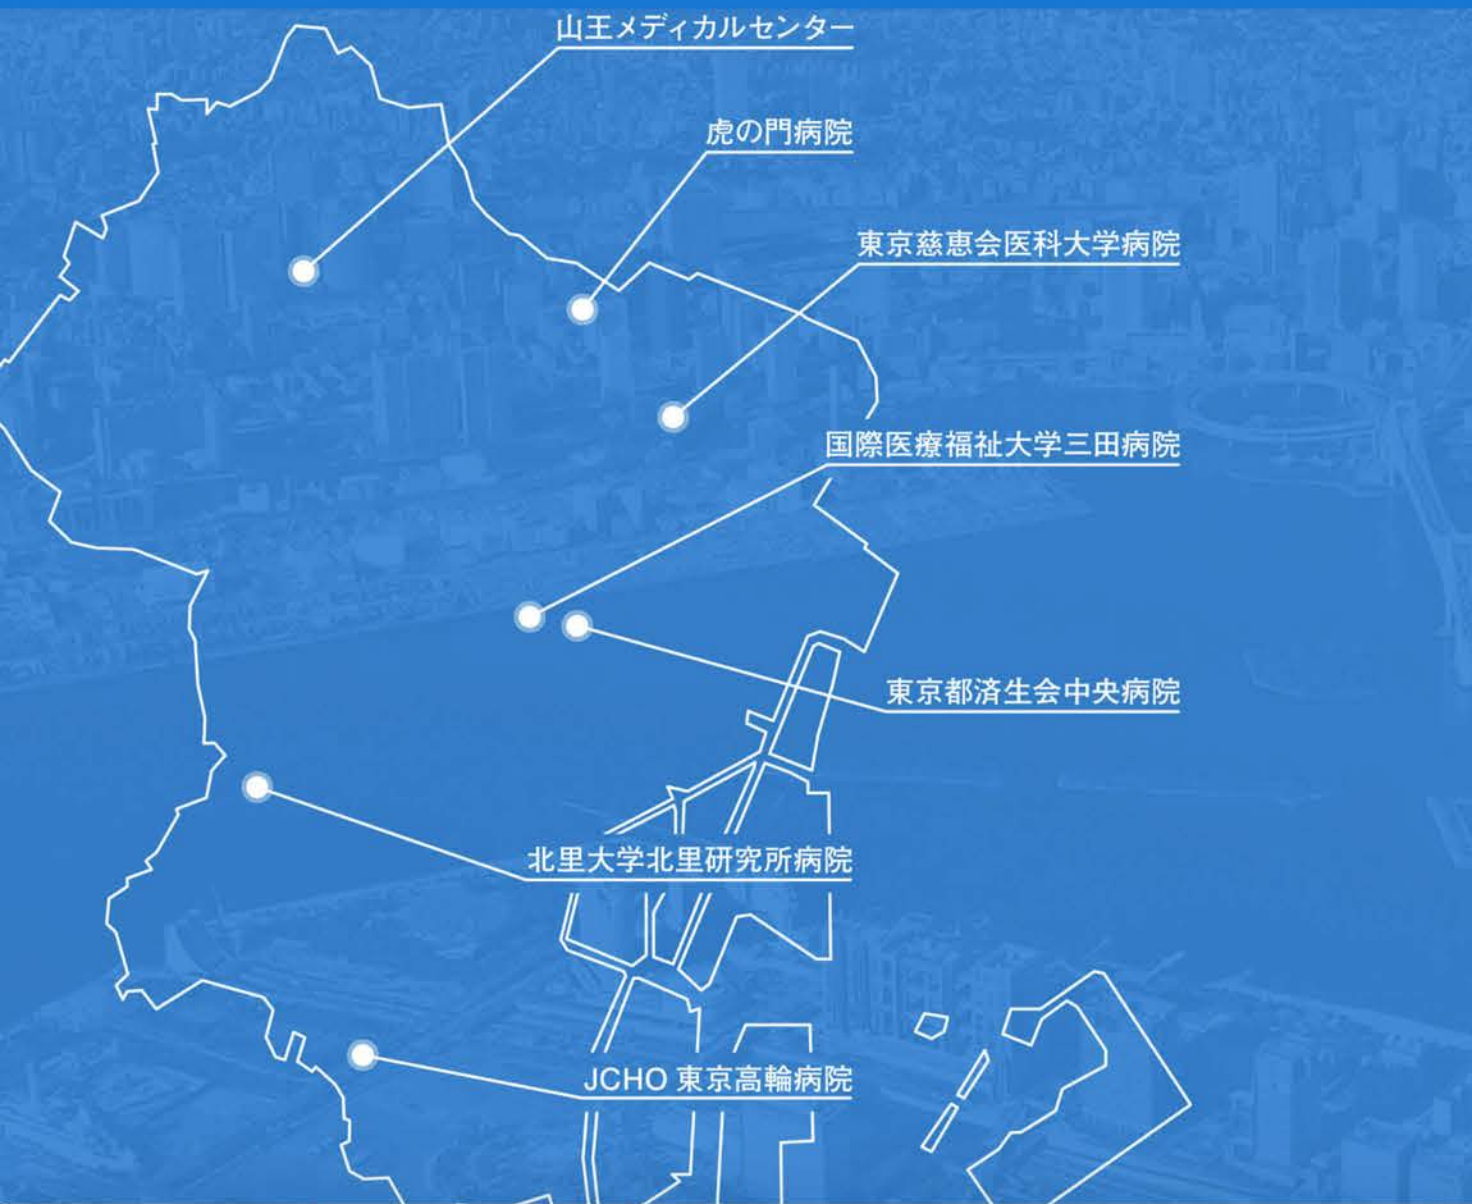 山王メディカルセンター
虎の門病院
東京慈恵会医科大学病院
国際医療福祉大学三田病院
東京都済生会中央病院
北里大学北里研究所病院
JCHO 東京高輪病院